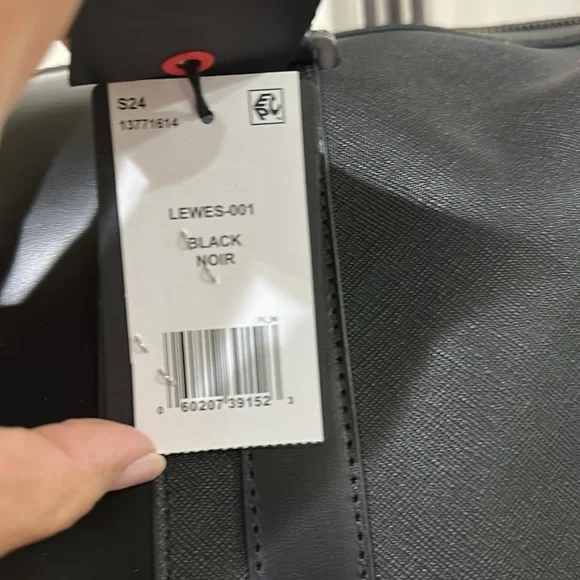 S24
13771614
LEWES-001
BLACK
NOIR
0 60207 39152 3